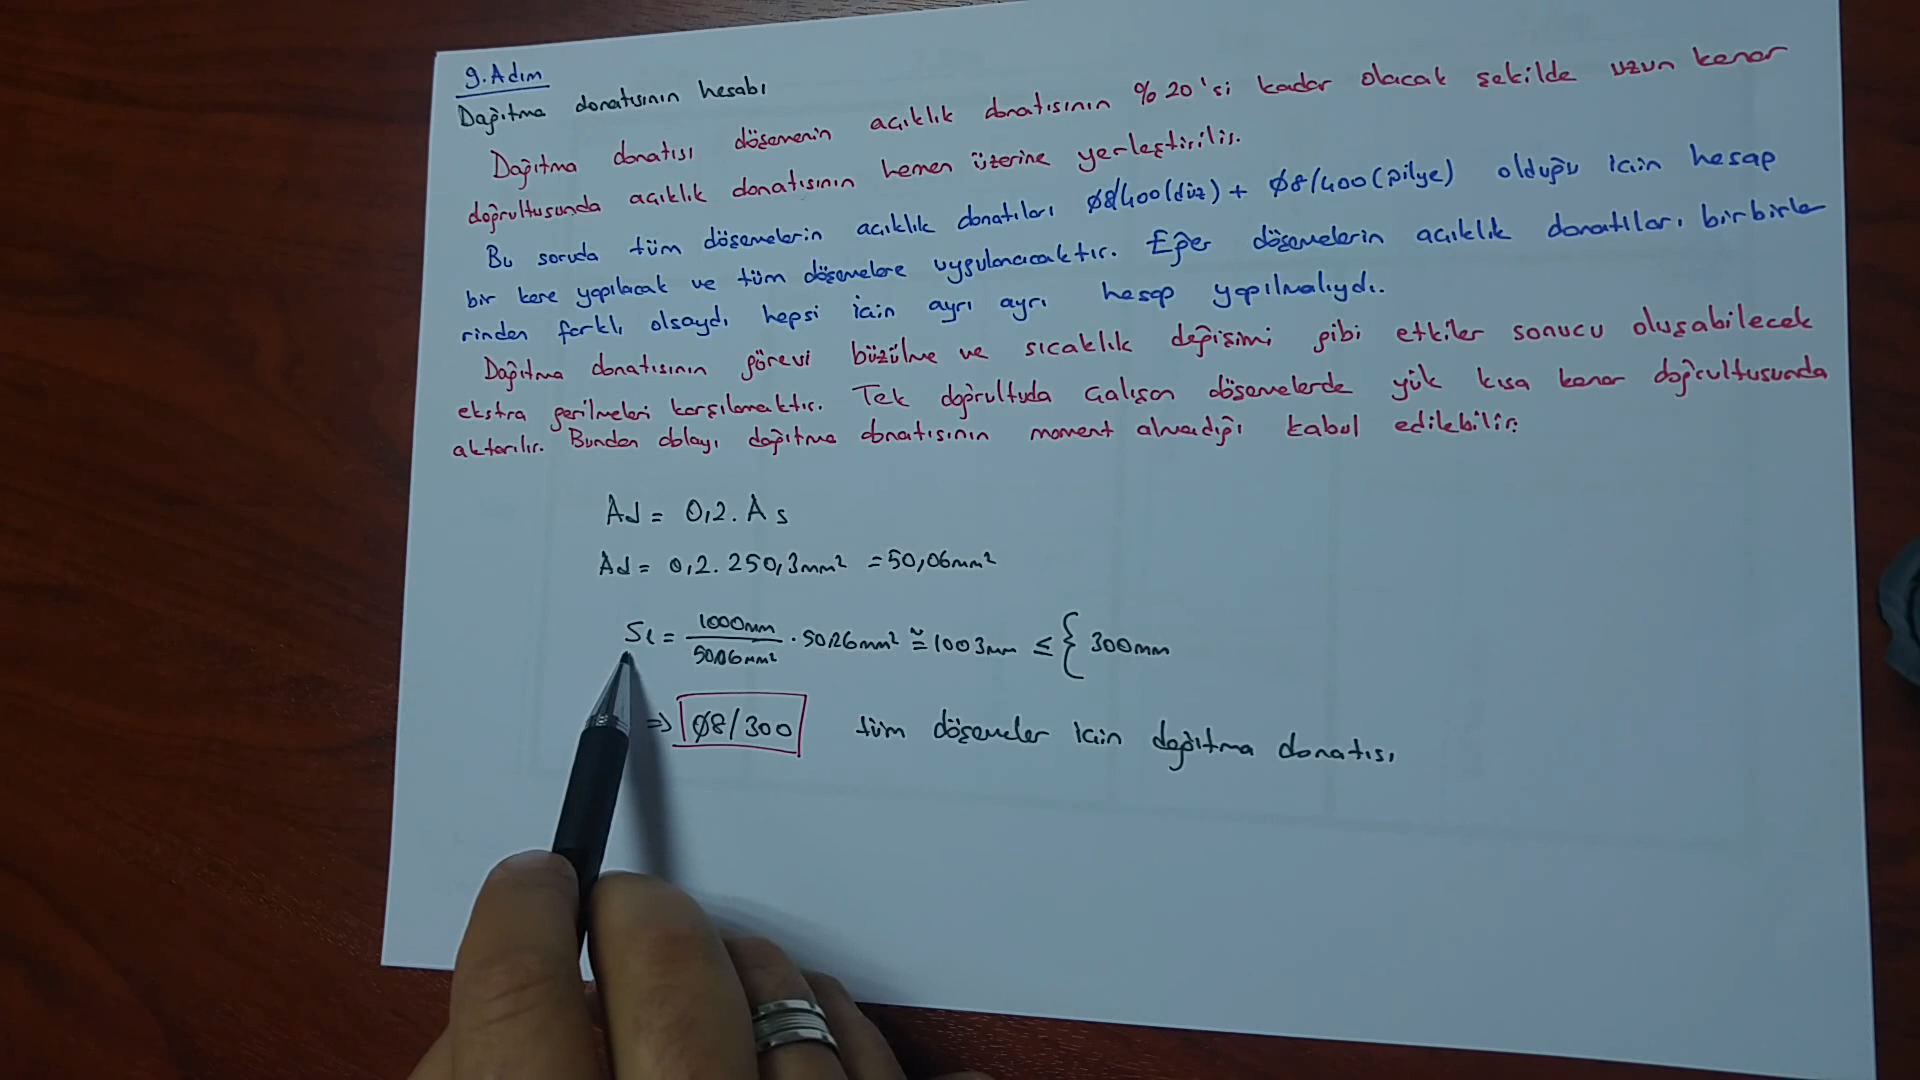 9.Adım
Dağıtma donatısının hesabı
Dağıtma donatısı döşemenin açıklık donatısının %20'si kadar olacak şekilde uzun kenar
doğrultusunda açıklık donatısının hemen üzerine yerleştirilir.
Bu soruda tüm döşemelerin açıklık donatıları Ø8/400(düz) + Ø8/400(pilye) olduğu için hesap
bir kere yapılacak ve tüm döşemelere uygulanacaktır. Eğer döşemelerin açıklık donatıları birbirle
rinden farklı olsaydı hepsi için ayrı ayrı hesap yapılmalıydı.
Dağıtma donatısının görevi büzülme ve sıcaklık değişimi gibi etkiler sonucu oluşabilecek
ekstra gerilmeleri karşılamaktır. Tek doğrultuda çalışan döşemelerde yük kısa kenar doğrultusunda
aktarılır. Bundan dolayı dağıtma donatısının moment almadığı kabul edilebilir.
Ad = 0,2 . As
Ad = 0,2 . 250,3mm² = 50,06mm²
Sl = 1000mm / 50,06mm² . 50,26mm² ≅ 1003mm ≤ { 300mm
⇒ Ø8/300 tüm döşemeler için dağıtma donatısı